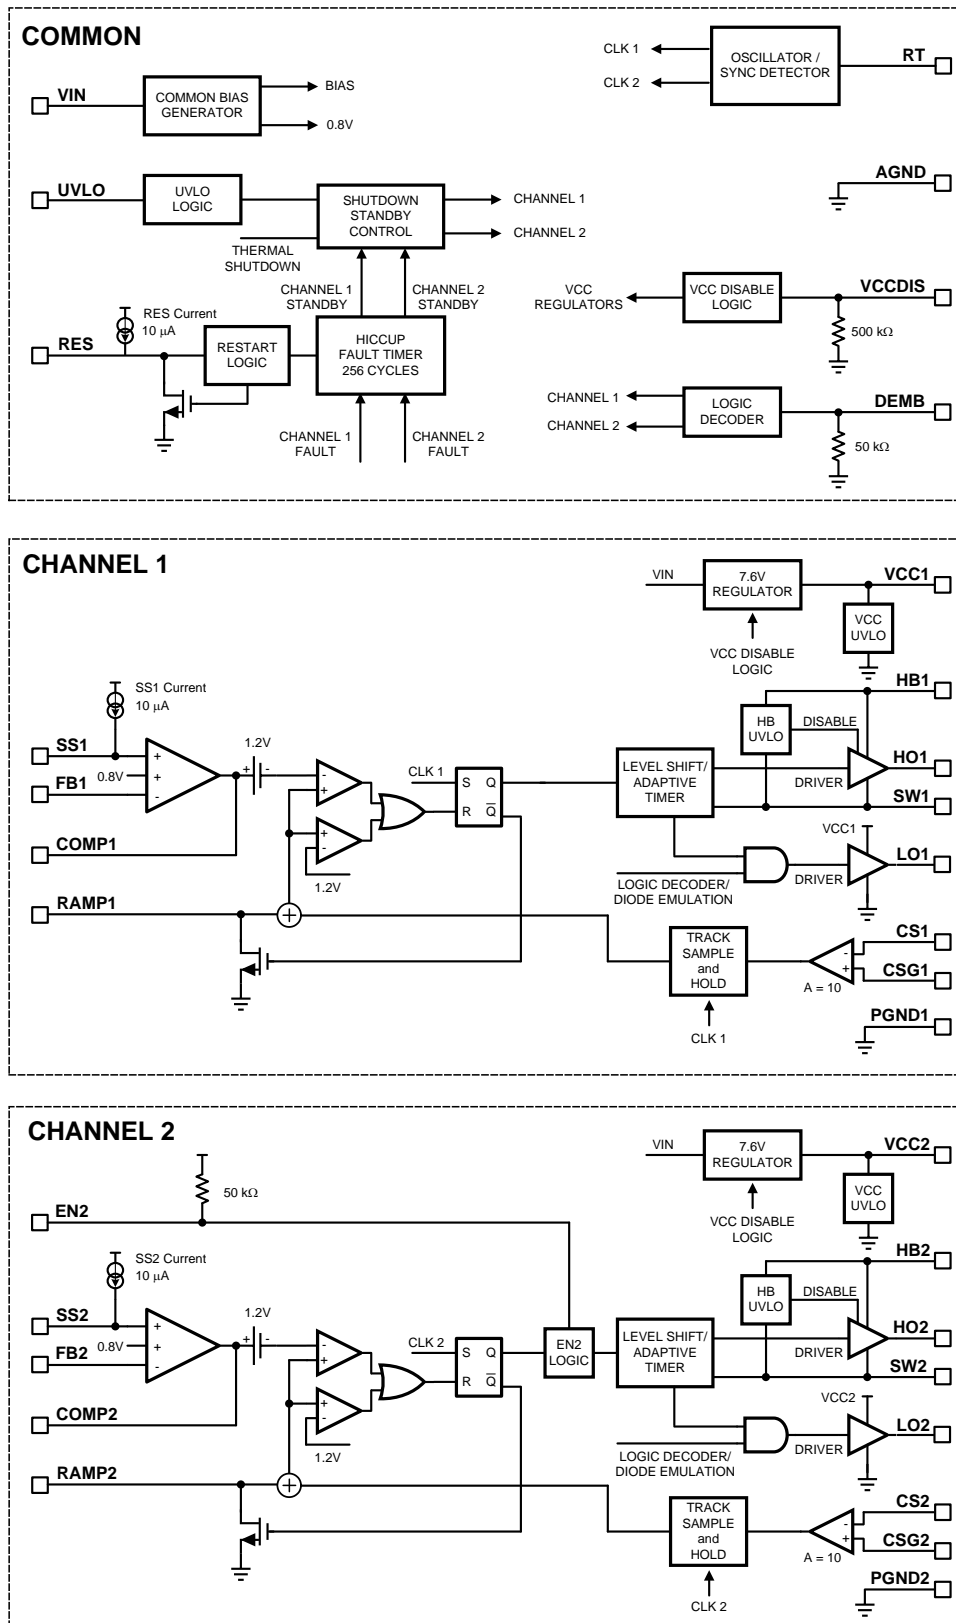 COMMON
CLK 1
CLK 2
OSCILLATOR /
SYNC DETECTOR
RT
VIN
COMMON BIAS
GENERATOR
BIAS
0.8V
AGND
UVLO
UVLO
LOGIC
SHUTDOWN
STANDBY
CONTROL
CHANNEL 1
CHANNEL 2
THERMAL
SHUTDOWN
CHANNEL 1
STANDBY
CHANNEL 2
STANDBY
VCC
REGULATORS
VCC DISABLE
LOGIC
VCCDIS
500 kΩ
RES Current
10 μA
RES
RESTART
LOGIC
HICCUP
FAULT TIMER
256 CYCLES
CHANNEL 1
CHANNEL 2
LOGIC
DECODER
DEMB
50 kΩ
CHANNEL 1
FAULT
CHANNEL 2
FAULT
CHANNEL 1
VIN
7.6V
REGULATOR
VCC1
VCC
UVLO
VCC DISABLE
LOGIC
SS1 Current
10 μA
HB1
HB
UVLO
DISABLE
SS1
0.8V
FB1
+
+
-
1.2V
+ -
-
+
+
-
1.2V
CLK 1
S Q
R Q̅
LEVEL SHIFT/
ADAPTIVE
TIMER
DRIVER
HO1
SW1
COMP1
VCC1
LO1
DRIVER
LOGIC DECODER/
DIODE EMULATION
RAMP1
+
TRACK
SAMPLE
and
HOLD
CLK 1
-
+
A = 10
CS1
CSG1
PGND1
CHANNEL 2
VIN
7.6V
REGULATOR
VCC2
VCC
UVLO
VCC DISABLE
LOGIC
50 kΩ
EN2
SS2 Current
10 μA
HB2
HB
UVLO
DISABLE
SS2
0.8V
FB2
+
+
-
1.2V
+ -
-
+
+
-
1.2V
CLK 2
S Q
R Q̅
EN2
LOGIC
LEVEL SHIFT/
ADAPTIVE
TIMER
DRIVER
HO2
SW2
COMP2
VCC2
LO2
DRIVER
LOGIC DECODER/
DIODE EMULATION
RAMP2
+
TRACK
SAMPLE
and
HOLD
CLK 2
-
+
A = 10
CS2
CSG2
PGND2